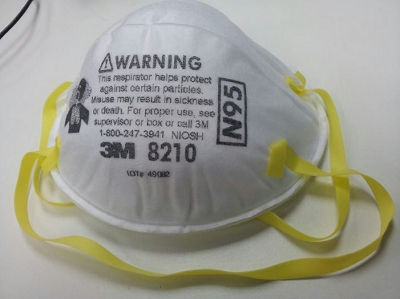 ⚠WARNING
This respirator helps protect
against certain particles.
Misuse may result in sickness
or death. For proper use, see
supervisor or box or call 3M
1-800-247-3941 NIOSH
3M 8210
N95